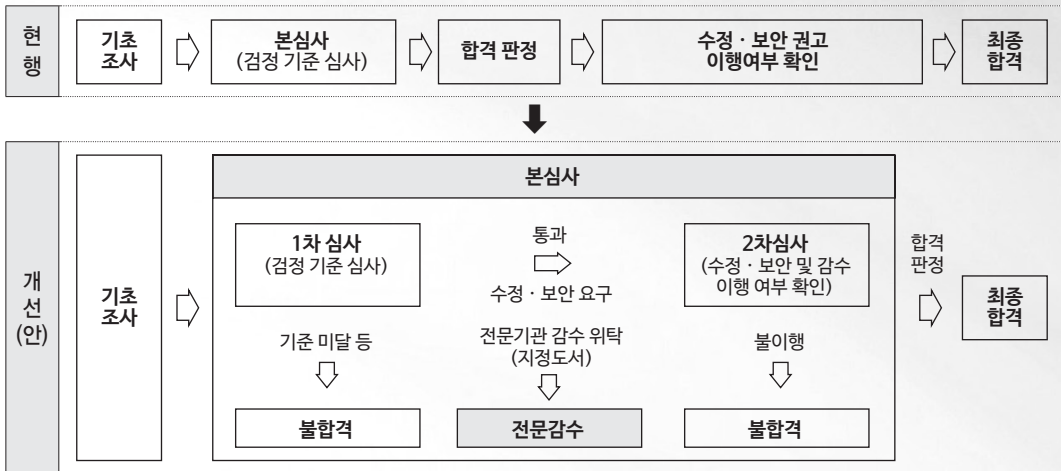 현
행
기초
조사
본심사
(검정 기준 심사)
합격 판정
수정 · 보안 권고
이행여부 확인
최종
합격
개
선
(안)
기초
조사
본심사
1차 심사
(검정 기준 심사)
통과
수정 · 보안 요구
2차심사
(수정 · 보안 및 감수
이행 여부 확인)
합격
판정
최종
합격
기준 미달 등
전문기관 감수 위탁
(지정도서)
불이행
불합격
전문감수
불합격